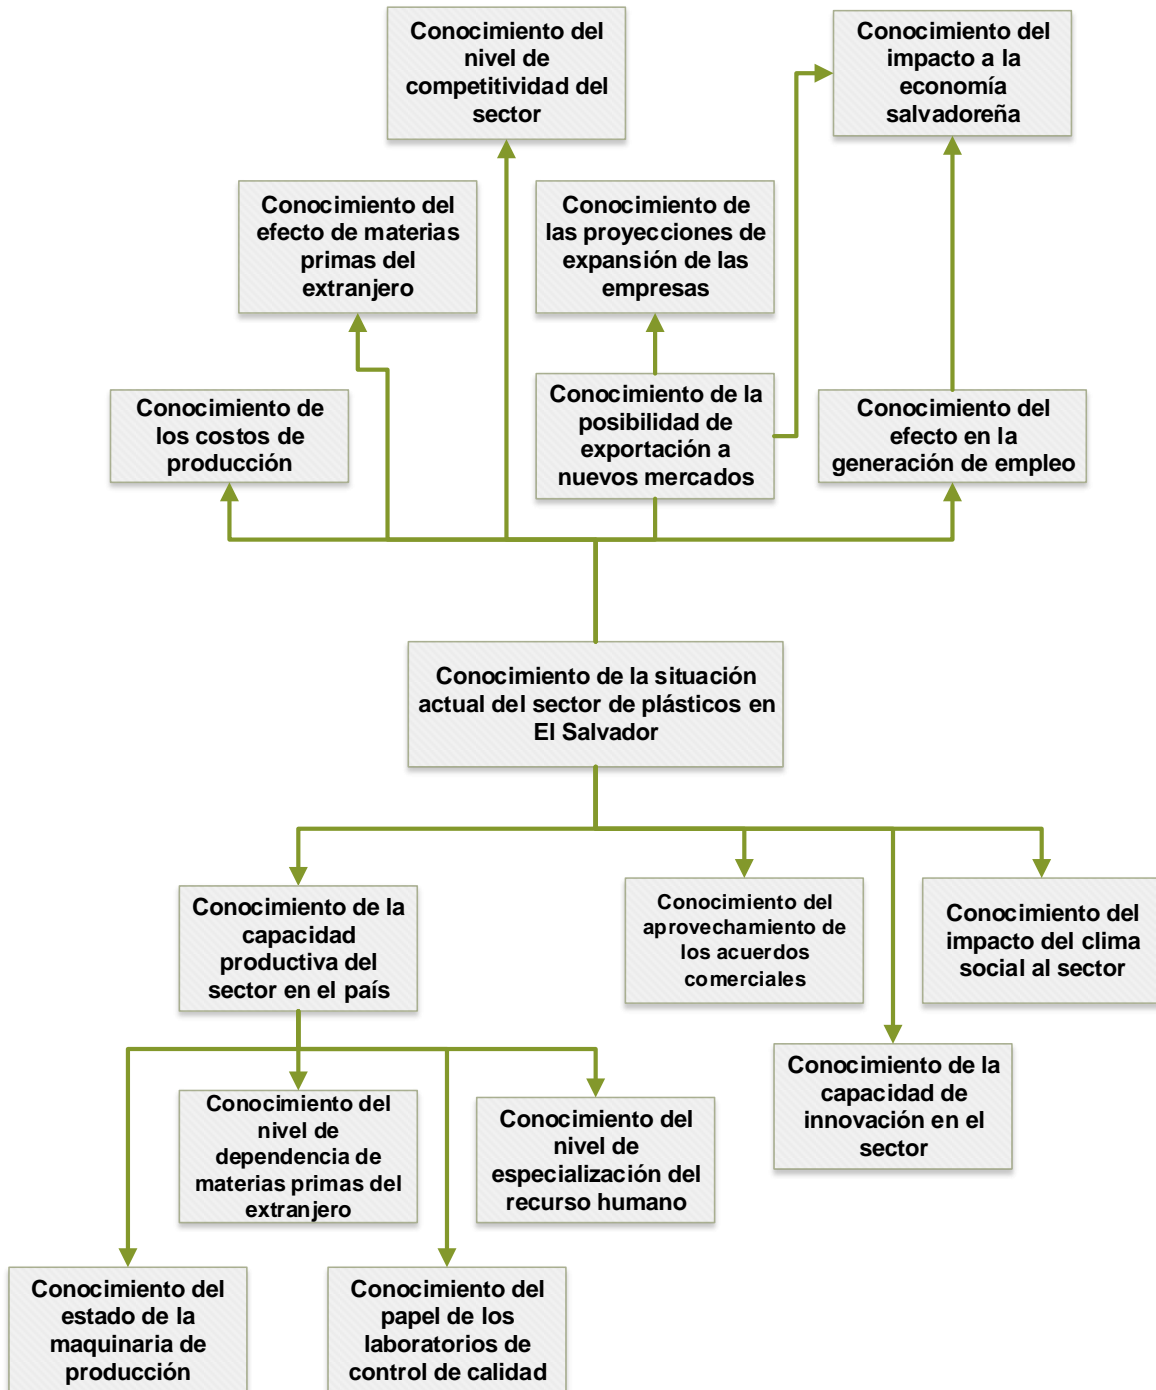 Conocimiento del
nivel de
competitividad del
sector
Conocimiento del
impacto a la
economía
salvadoreña
Conocimiento del
efecto de materias
primas del
extranjero
Conocimiento de
las proyecciones de
expansión de las
empresas
Conocimiento de
los costos de
producción
Conocimiento de la
posibilidad de
exportación a
nuevos mercados
Conocimiento del
efecto en la
generación de empleo
Conocimiento de la situación
actual del sector de plásticos en
El Salvador
Conocimiento de la
capacidad
productiva del
sector en el país
Conocimiento del
aprovechamiento de
los acuerdos
comerciales
Conocimiento del
impacto del clima
social al sector
Conocimiento de la
capacidad de
innovación en el
sector
Conocimiento del
nivel de
dependencia de
materias primas del
extranjero
Conocimiento del
nivel de
especialización del
recurso humano
Conocimiento del
estado de la
maquinaria de
producción
Conocimiento del
papel de los
laboratorios de
control de calidad